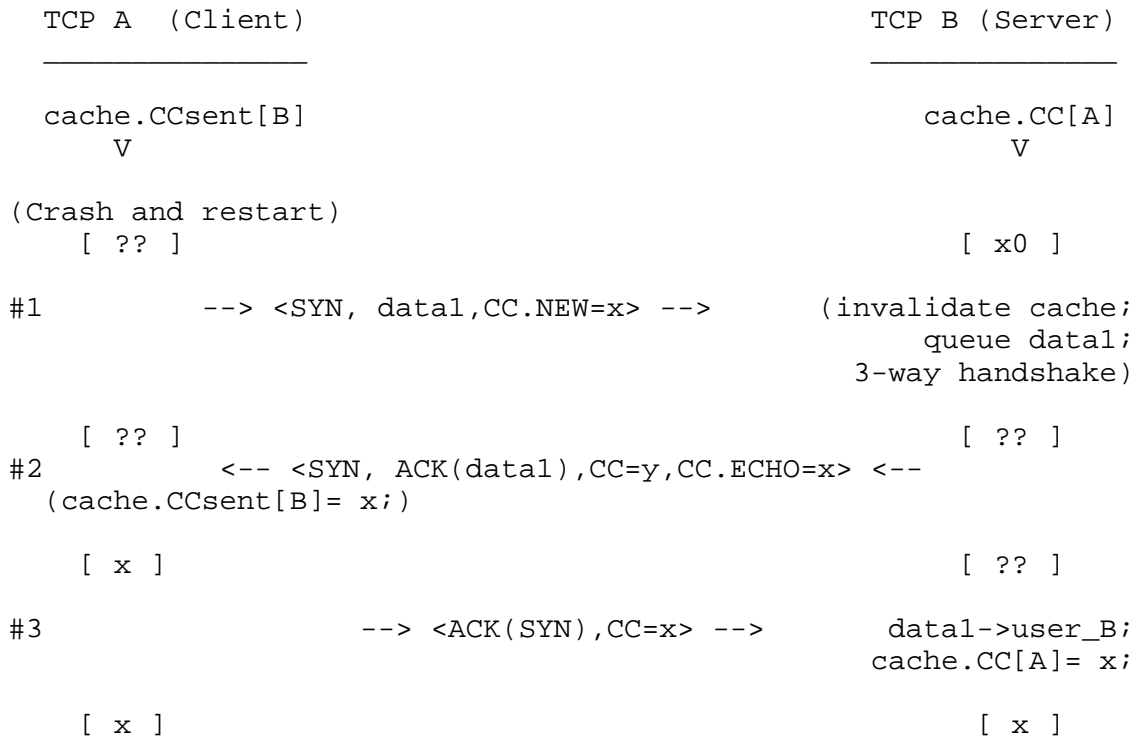 TCP A  (Client)                                TCP B (Server)
_______________                                ______________
cache.CCsent[B]                                   cache.CC[A]
V                                                  V
(Crash and restart)
[ ?? ]                                             [ x0 ]
#1           --> <SYN, data1,CC.NEW=x> -->      (invalidate cache;
queue data1;
3-way handshake)
[ ?? ]                                             [ ?? ]
#2            <-- <SYN, ACK(data1),CC=y,CC.ECHO=x> <--
(cache.CCsent[B]= x;)
[ x ]                                              [ ?? ]
#3                    --> <ACK(SYN),CC=x> -->       data1->user_B;
cache.CC[A]= x;
[ x ]                                               [ x ]